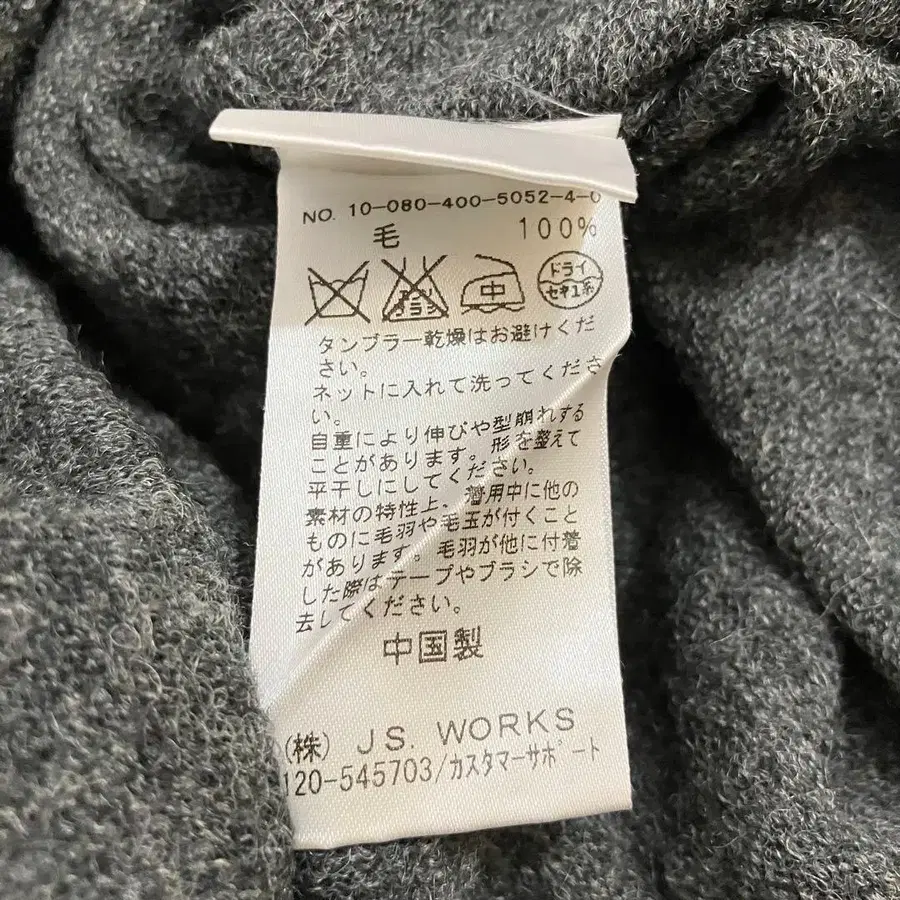 NO. 10-080-400-5052-4-0
毛 100%
エンソ サラシ 中 ドライ
セキユ系
タンブラー乾燥はお避けくだ
さい。
ネットに入れて洗ってくださ
い。
自重により伸びや型崩れする
ことがあります。形を整えて
平干しにしてください。
素材の特性上、着用中に他の
ものに毛羽や毛玉が付くこと
があります。毛羽が他に付着
した際はテープやブラシで除
去してください。
中国製
(株) J.S. WORKS
120-545703/カスタマーサポート